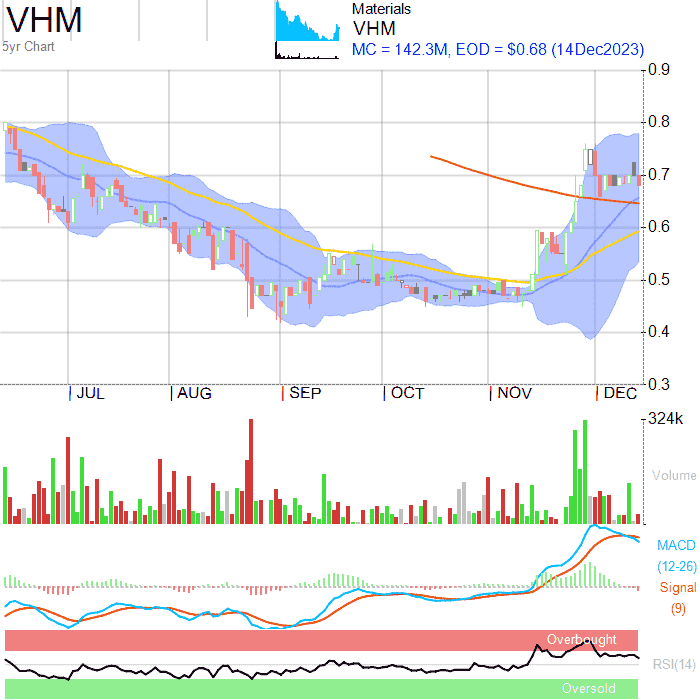 VHM
5yr Chart
Materials
VHM
MC = 142.3M, EOD = $0.68 (14Dec2023)
0.9
0.8
0.7
0.6
0.5
0.4
0.3
JUL AUG SEP OCT NOV DEC
324k
Volume
MACD
(12-26)
Signal
(9)
Overbought
RSI(14)
Oversold